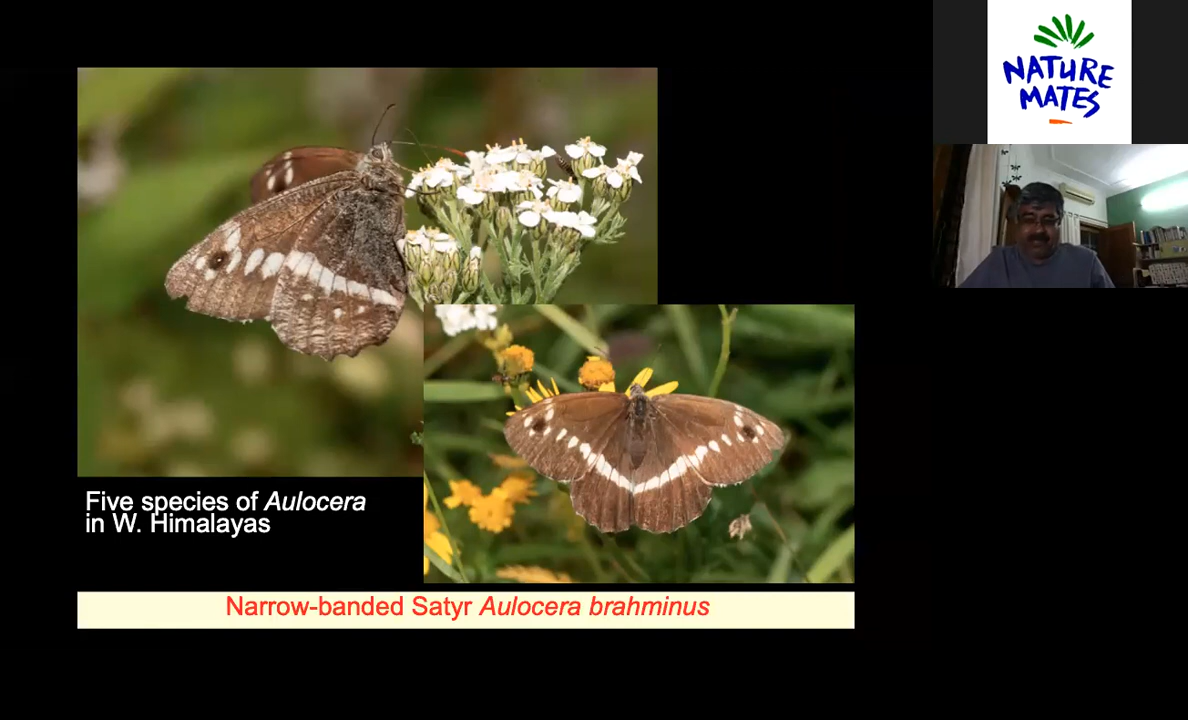 NATURE
MATES
Five species of Aulocera
in W. Himalayas
Narrow-banded Satyr Aulocera brahminus